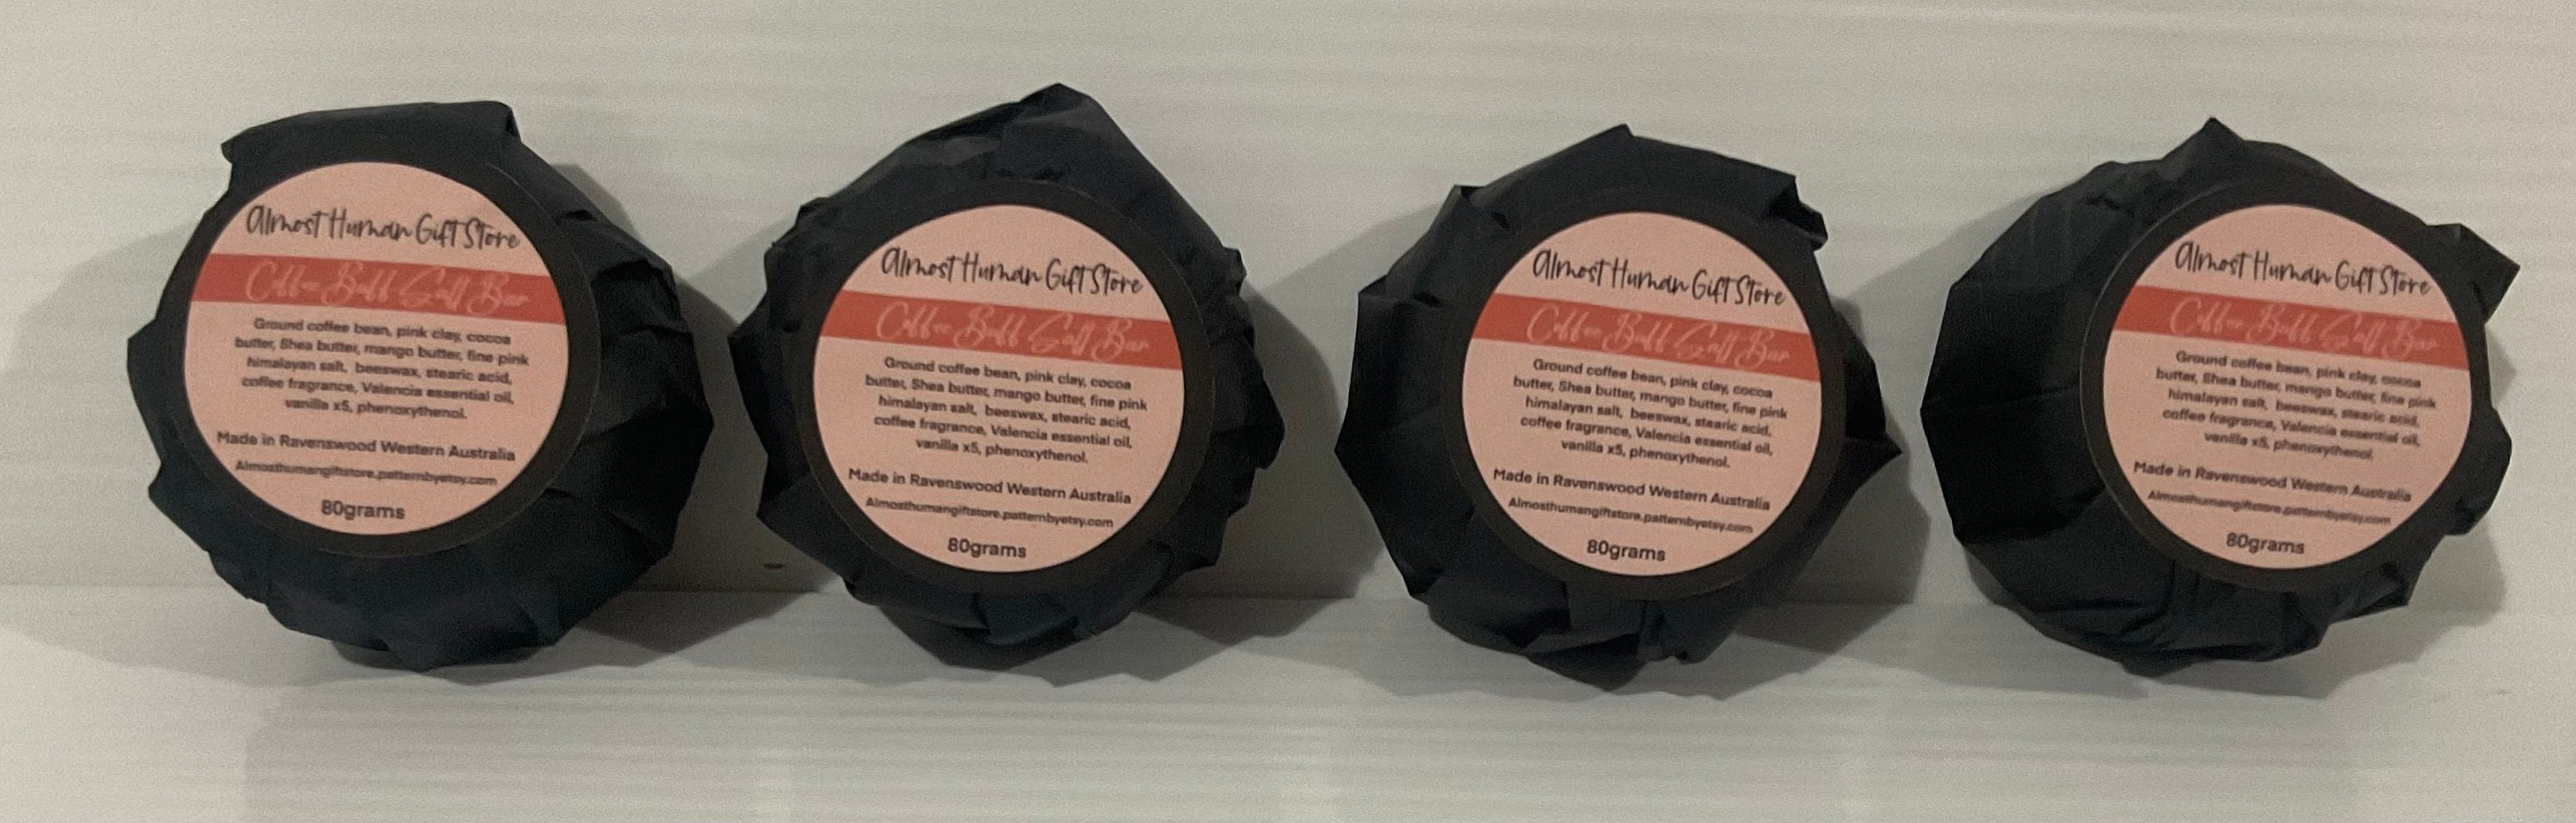 Almost Human Gift Store
Coffee Buff Salt Bar
Ground coffee bean, pink clay, cocoa
butter, Shea butter, mango butter, fine pink
himalayan salt, beeswax, stearic acid,
coffee fragrance, Valencia essential oil,
vanilla x5, phenoxythenol.
Made in Ravenswood Western Australia
Almosthumangiftstore.patternbyetsy.com
80grams
Almost Human Gift Store
Coffee Buff Salt Bar
Ground coffee bean, pink clay, cocoa
butter, Shea butter, mango butter, fine pink
himalayan salt, beeswax, stearic acid,
coffee fragrance, Valencia essential oil,
vanilla x5, phenoxythenol.
Made in Ravenswood Western Australia
Almosthumangiftstore.patternbyetsy.com
80grams
Almost Human Gift Store
Coffee Buff Salt Bar
Ground coffee bean, pink clay, cocoa
butter, Shea butter, mango butter, fine pink
himalayan salt, beeswax, stearic acid,
coffee fragrance, Valencia essential oil,
vanilla x5, phenoxythenol.
Made in Ravenswood Western Australia
Almosthumangiftstore.patternbyetsy.com
80grams
Almost Human Gift Store
Coffee Buff Salt Bar
Ground coffee bean, pink clay, cocoa
butter, Shea butter, mango butter, fine pink
himalayan salt, beeswax, stearic acid,
coffee fragrance, Valencia essential oil,
vanilla x5, phenoxythenol.
Made in Ravenswood Western Australia
Almosthumangiftstore.patternbyetsy.com
80grams